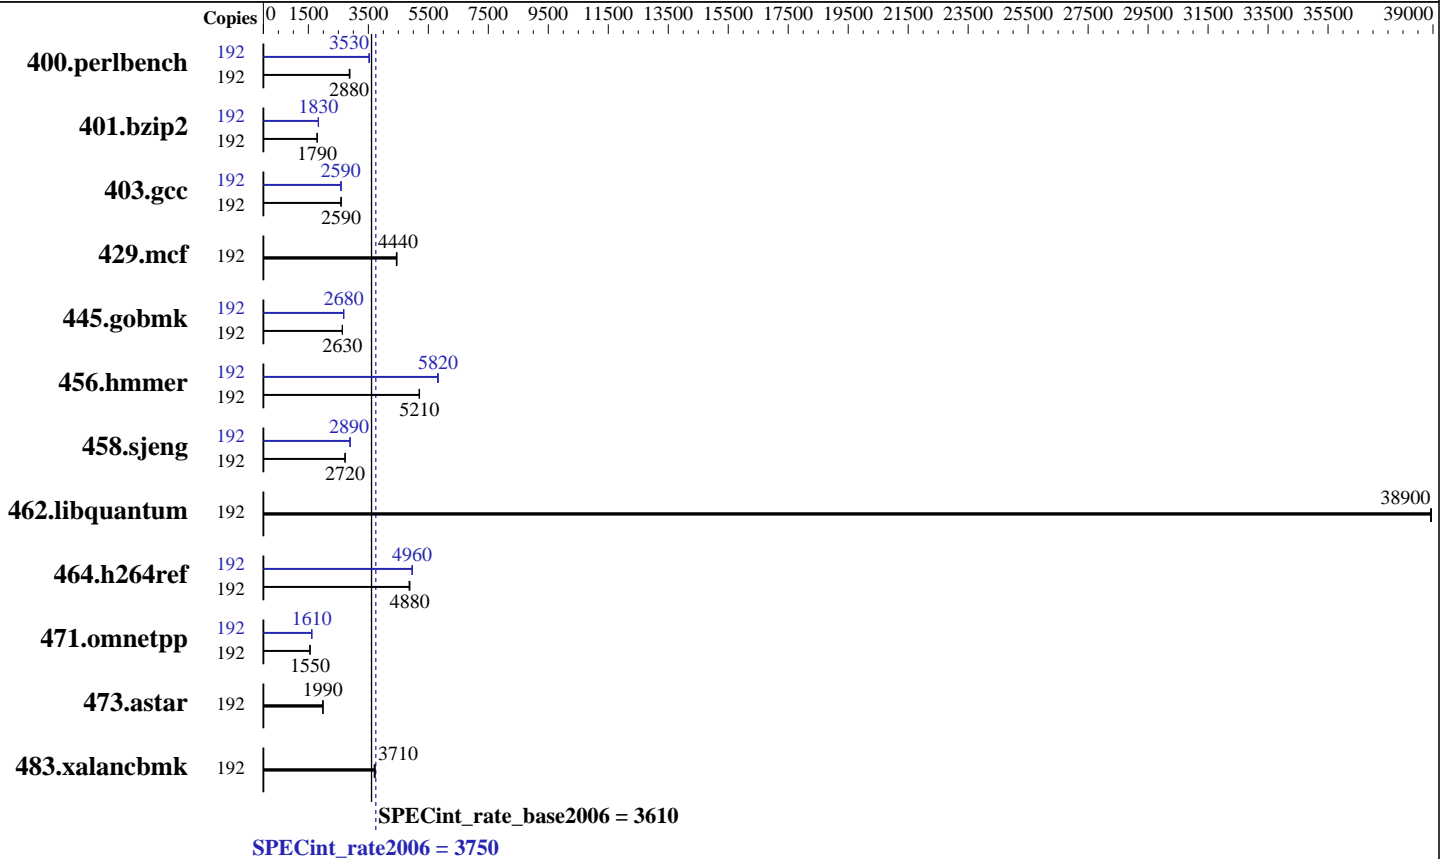 Copies 0 1500 3500 5500 7500 9500 11500 13500 15500 17500 19500 21500 23500 25500 27500 29500 31500 33500 35500 39000
400.perlbench 192 3530
192 2880
401.bzip2 192 1830
192 1790
403.gcc 192 2590
192 2590
429.mcf 192 4440
445.gobmk 192 2680
192 2630
456.hmmer 192 5820
192 5210
458.sjeng 192 2890
192 2720
462.libquantum 192 38900
464.h264ref 192 4960
192 4880
471.omnetpp 192 1610
192 1550
473.astar 192 1990
483.xalancbmk 192 3710
SPECint_rate_base2006 = 3610
SPECint_rate2006 = 3750